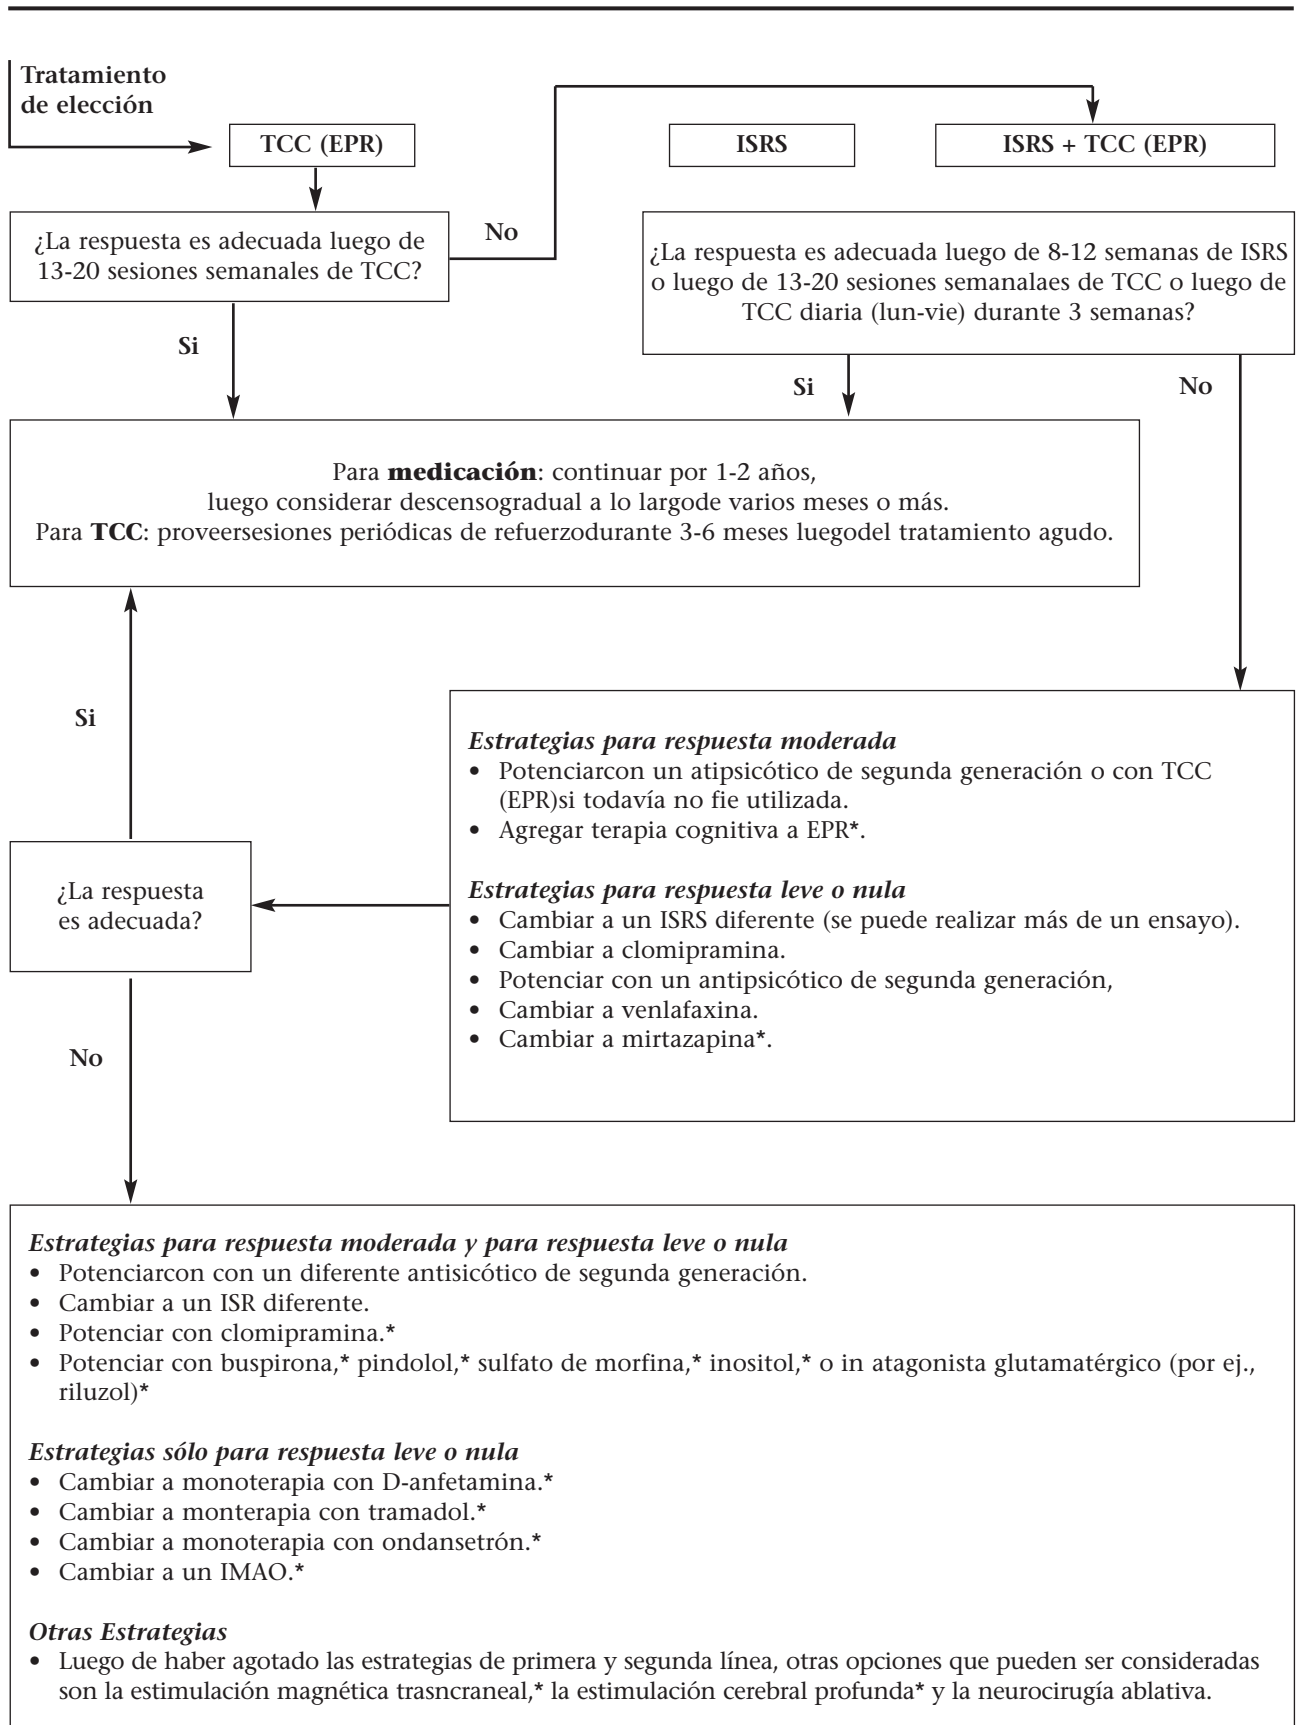 Tratamiento
de elección
TCC (EPR)
ISRS
ISRS + TCC (EPR)
¿La respuesta es adecuada luego de
13-20 sesiones semanales de TCC?
No
¿La respuesta es adecuada luego de 8-12 semanas de ISRS
o luego de 13-20 sesiones semanalaes de TCC o luego de
TCC diaria (lun-vie) durante 3 semanas?
Si
Si
No
Para medicación: continuar por 1-2 años,
luego considerar descensogradual a lo largode varios meses o más.
Para TCC: proveersesiones periódicas de refuerzodurante 3-6 meses luegodel tratamiento agudo.
Si
Estrategias para respuesta moderada
• Potenciarcon un atipsicótico de segunda generación o con TCC
(EPR)si todavía no fie utilizada.
• Agregar terapia cognitiva a EPR*.
Estrategias para respuesta leve o nula
• Cambiar a un ISRS diferente (se puede realizar más de un ensayo).
• Cambiar a clomipramina.
• Potenciar con un antipsicótico de segunda generación,
• Cambiar a venlafaxina.
• Cambiar a mirtazapina*.
¿La respuesta
es adecuada?
No
Estrategias para respuesta moderada y para respuesta leve o nula
• Potenciarcon con un diferente antisicótico de segunda generación.
• Cambiar a un ISR diferente.
• Potenciar con clomipramina.*
• Potenciar con buspirona,* pindolol,* sulfato de morfina,* inositol,* o in atagonista glutamatérgico (por ej.,
riluzol)*
Estrategias sólo para respuesta leve o nula
• Cambiar a monoterapia con D-anfetamina.*
• Cambiar a monterapia con tramadol.*
• Cambiar a monoterapia con ondansetrón.*
• Cambiar a un IMAO.*
Otras Estrategias
• Luego de haber agotado las estrategias de primera y segunda línea, otras opciones que pueden ser consideradas
son la estimulación magnética trasncraneal,* la estimulación cerebral profunda* y la neurocirugía ablativa.